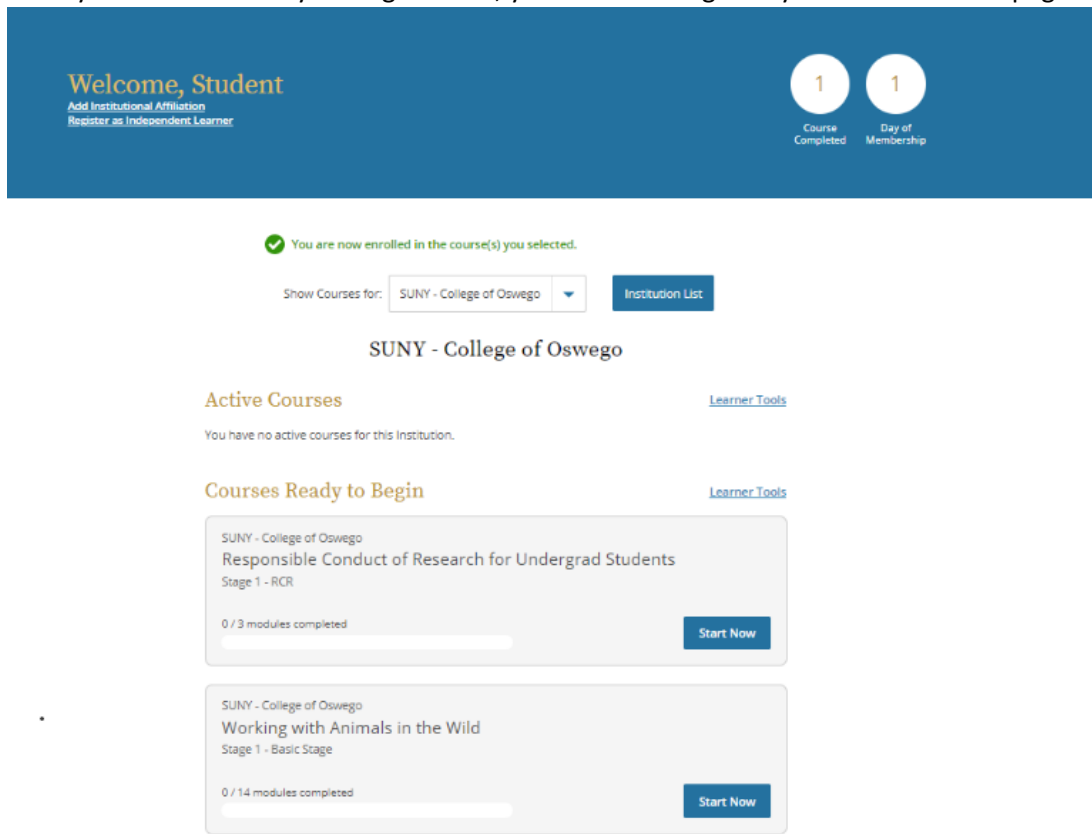 Welcome, Student
Add Institutional Affiliation
Register as Independent Learner
1
Course
Completed
1
Day of
Membership
You are now enrolled in the course(s) you selected.
Show Courses for: SUNY - College of Oswego Institution List
SUNY - College of Oswego
Active Courses Learner Tools
You have no active courses for this Institution.
Courses Ready to Begin Learner Tools
SUNY - College of Oswego
Responsible Conduct of Research for Undergrad Students
Stage 1 - RCR
0 / 3 modules completed
Start Now
SUNY - College of Oswego
Working with Animals in the Wild
Stage 1 - Basic Stage
0 / 14 modules completed
Start Now